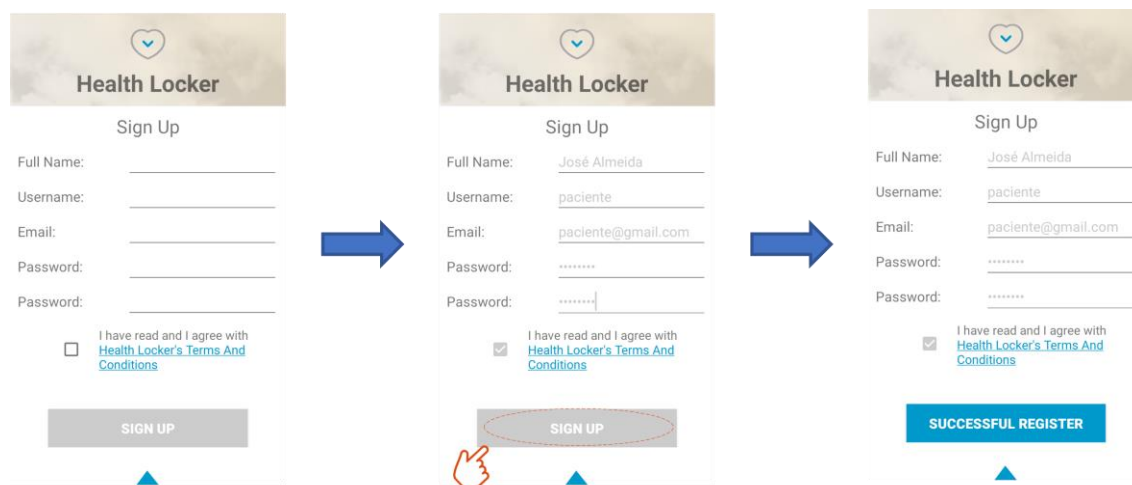 Health Locker
Sign Up
Full Name:
Username:
Email:
Password:
Password:
I have read and I agree with
Health Locker's Terms And
Conditions
SIGN UP
Health Locker
Sign Up
Full Name: José Almeida
Username: paciente
Email: paciente@gmail.com
Password: ••••••••
Password: ••••••••
I have read and I agree with
Health Locker's Terms And
Conditions
SIGN UP
Health Locker
Sign Up
Full Name: José Almeida
Username: paciente
Email: paciente@gmail.com
Password: ••••••••
Password: ••••••••
I have read and I agree with
Health Locker's Terms And
Conditions
SUCCESSFUL REGISTER